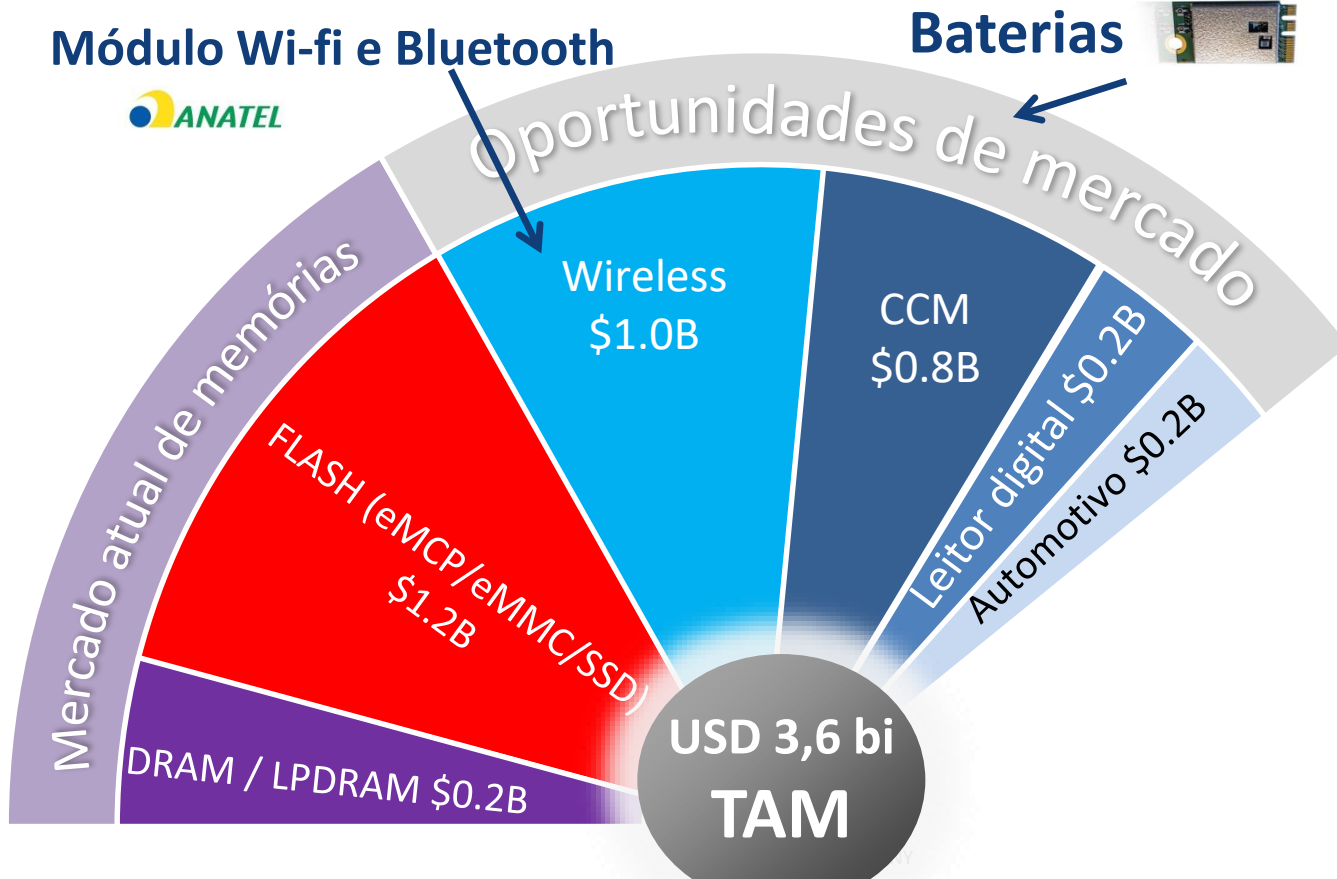 Módulo Wi-fi e Bluetooth
Baterias
ANATEL
Oportunidades de mercado
Mercado atual de memórias
Wireless
$1.0B
CCM
$0.8B
Leitor digital $0.2B
Automotivo $0.2B
FLASH (eMCP/eMMC/SSD)
$1.2B
DRAM / LPDRAM $0.2B
USD 3,6 bi
TAM